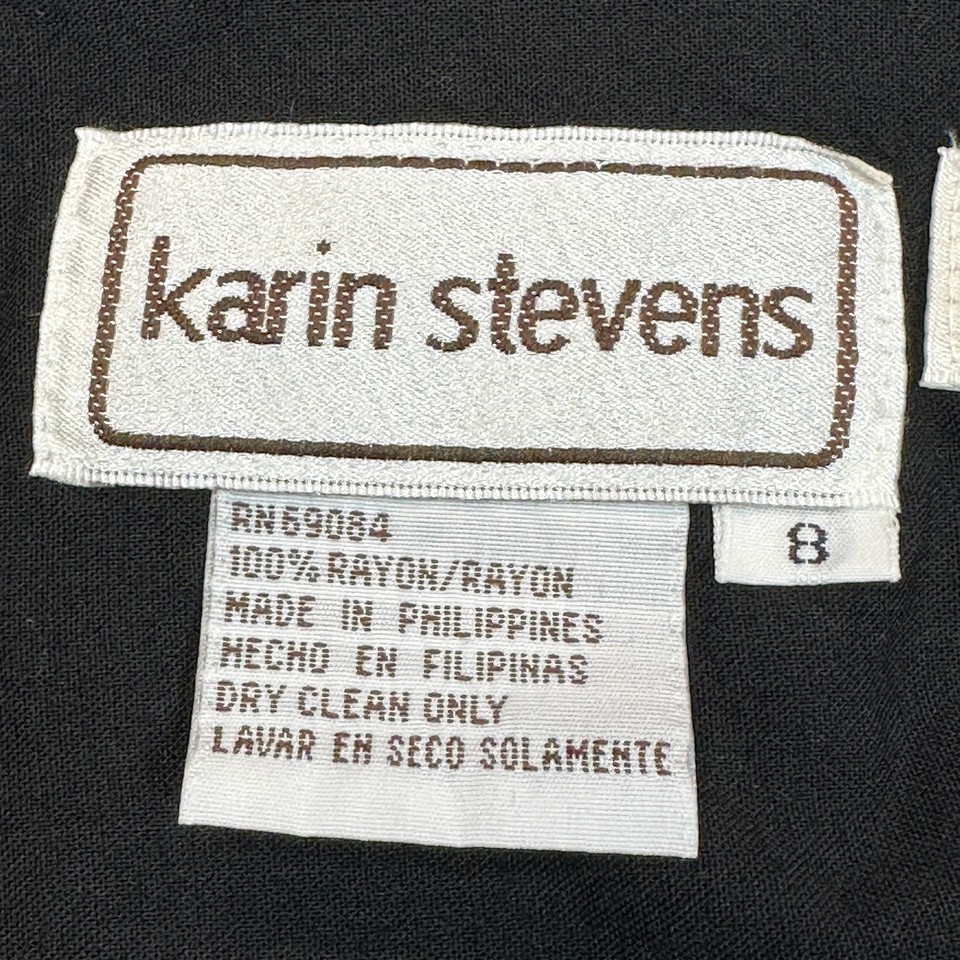 karin stevens
8
RN69084
100% RAYON/RAYON
MADE IN PHILIPPINES
HECHO EN FILIPINAS
DRY CLEAN ONLY
LAVAR EN SECO SOLAMENTE